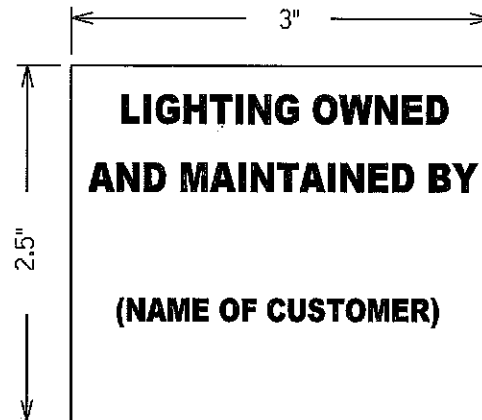 3"
LIGHTING OWNED
AND MAINTAINED BY
2.5"
(NAME OF CUSTOMER)